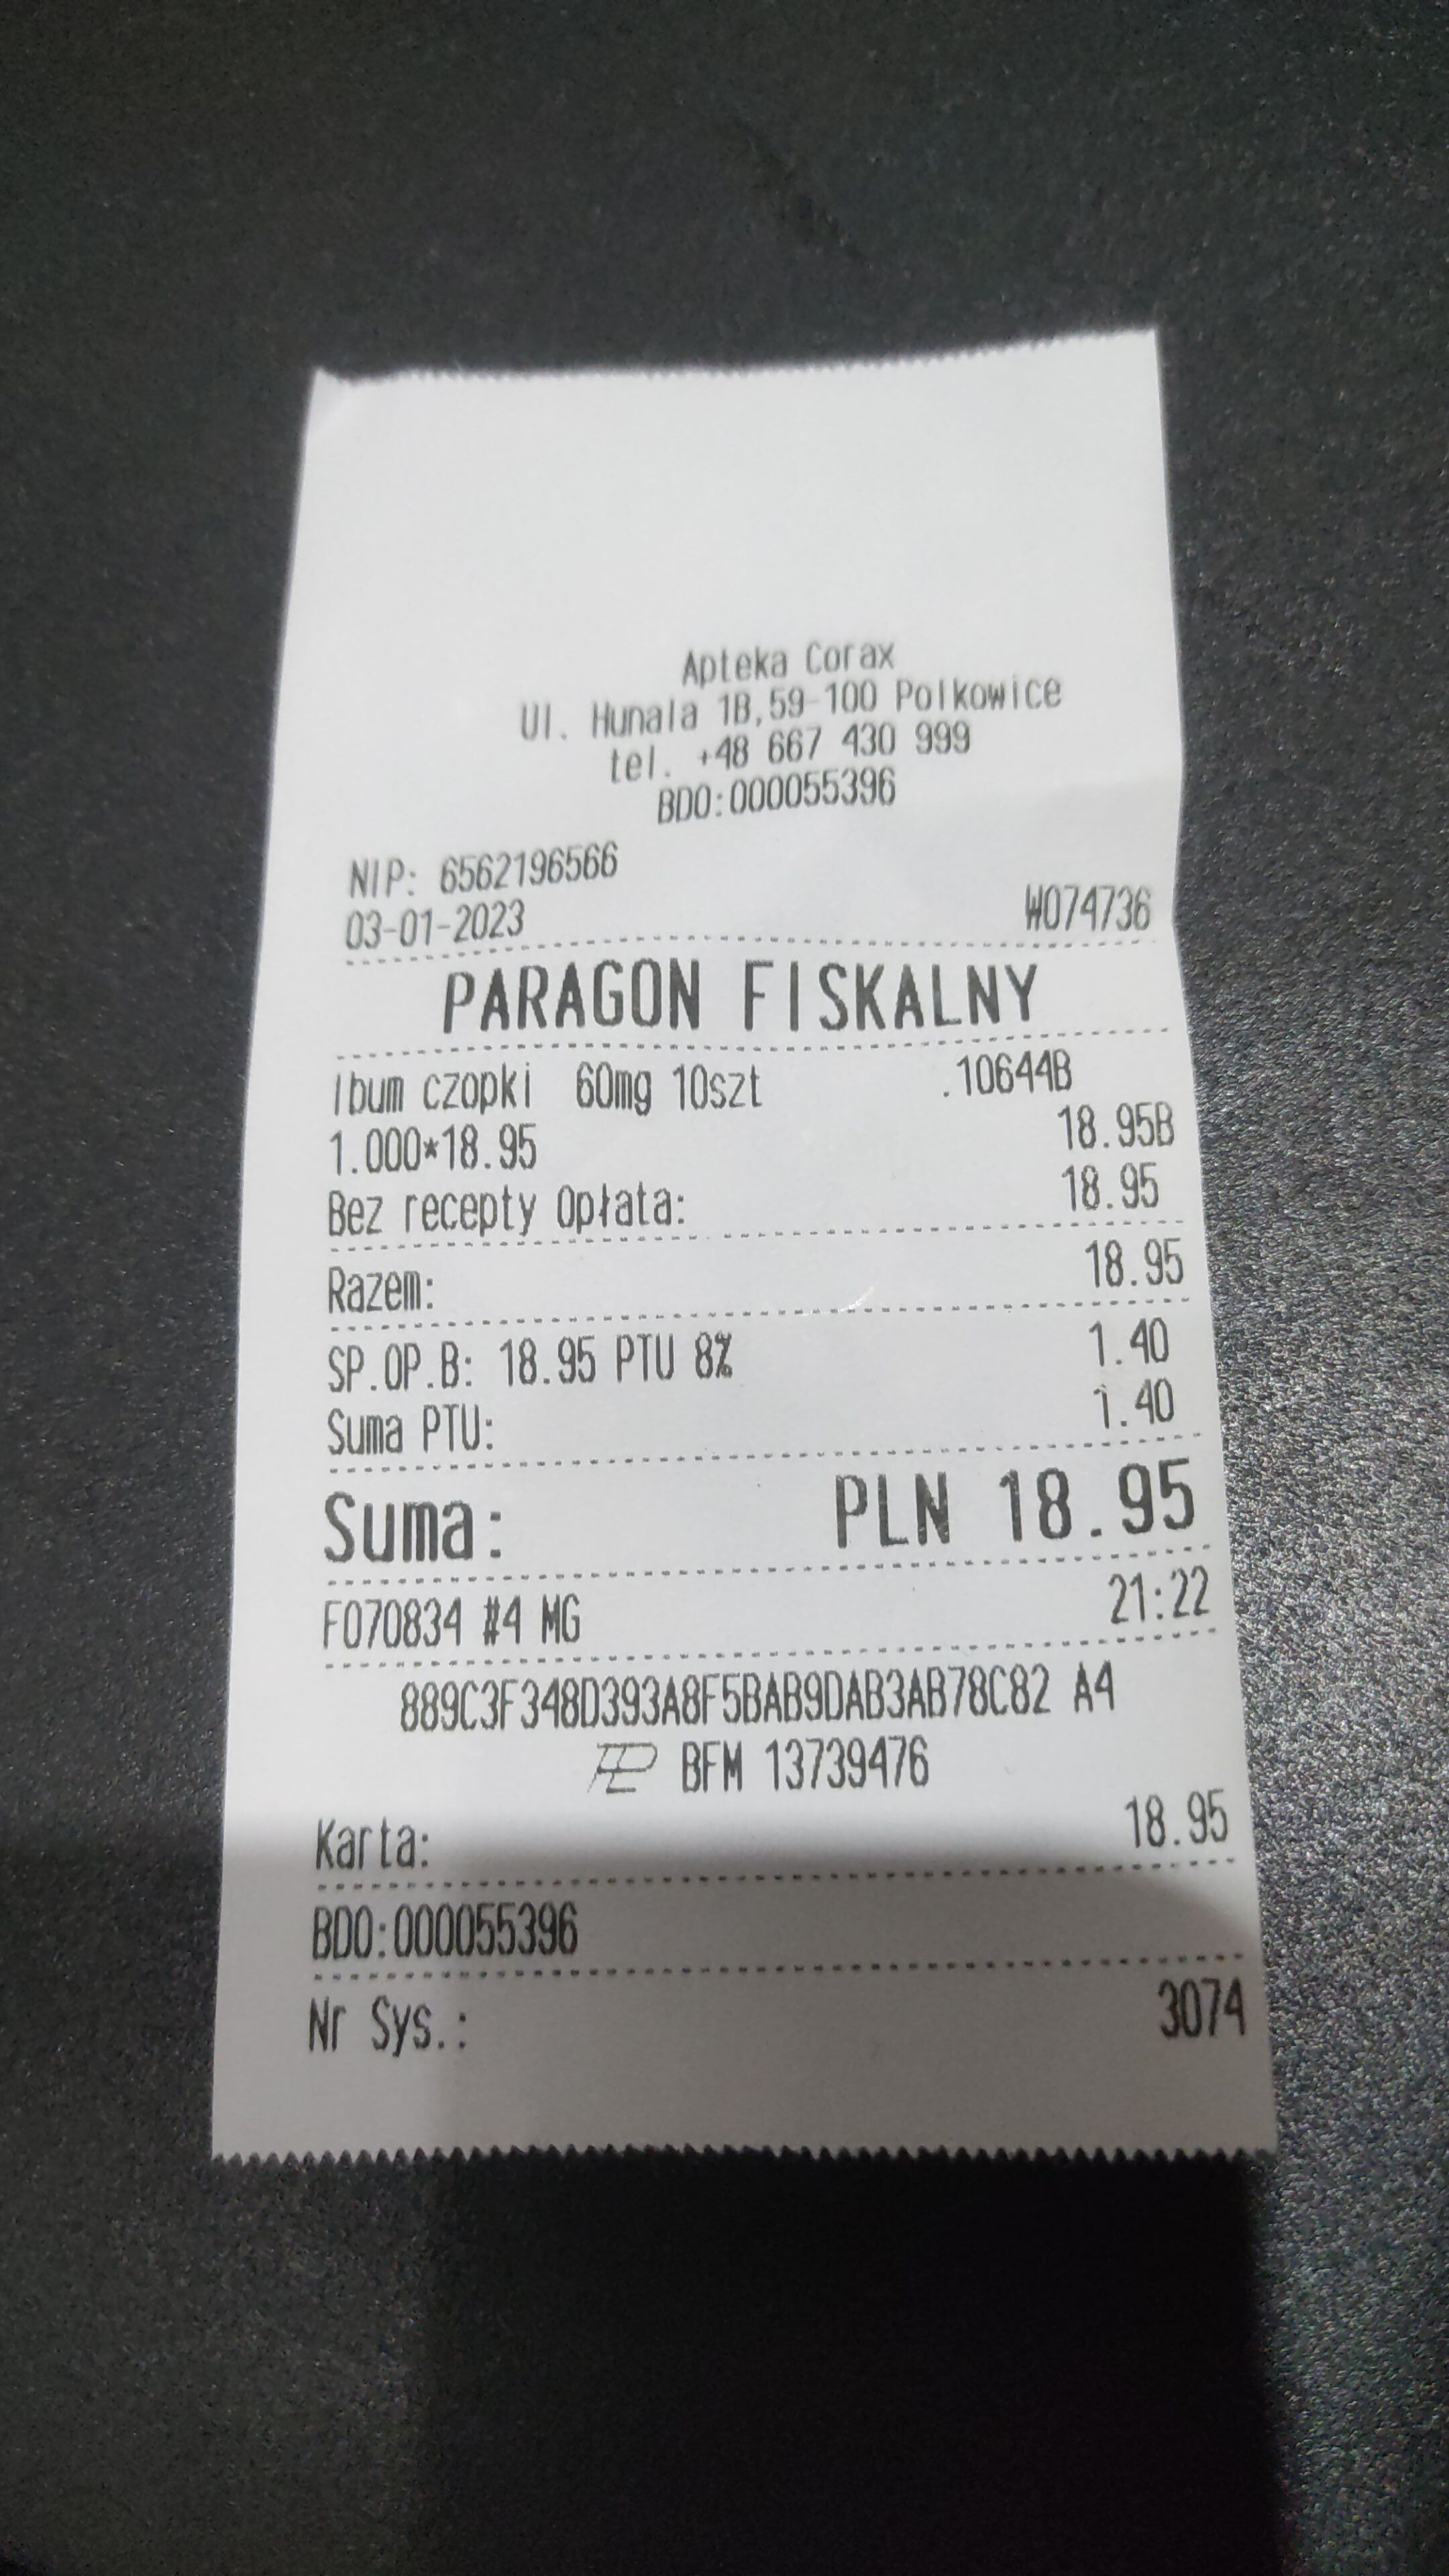 Apteka Corax
Ul. Hunala 1B,59-100 Polkowice
tel. +48 667 430 999
BDO:000055396
NIP: 6562196566
03-01-2023 W074736
PARAGON FISKALNY
Ibum czopki 60mg 10szt .10644B
1.000*18.95 18.95B
Bez recepty Opłata: 18.95
Razem: 18.95
SP.OP.B: 18.95 PTU 8% 1.40
Suma PTU: 1.40
Suma: PLN 18.95
F070834 #4 MG 21:22
889C3F348D393A8F5BAB9DAB3AB78C82 A4
PL BFM 13739476
Karta: 18.95
BDO:000055396
Nr Sys.: 3074